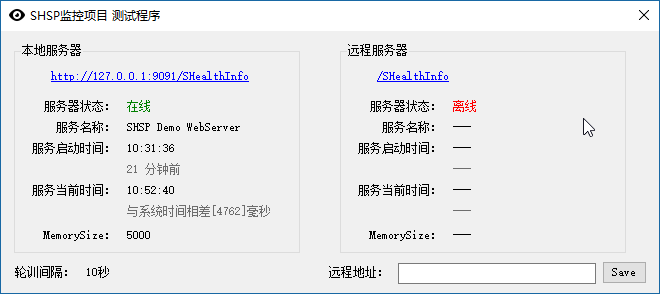 SHSP监控项目 测试程序
本地服务器
http://127.0.0.1:9091/SHealthInfo
服务器状态： 在线
服务名称： SHSP Demo WebServer
服务启动时间： 10:31:36
21 分钟前
服务当前时间： 10:52:40
与系统时间相差[4762]毫秒
MemorySize： 5000
远程服务器
/SHealthInfo
服务器状态： 离线
服务名称： ——
服务启动时间： ——
——
服务当前时间： ——
——
MemorySize： ——
轮训间隔： 10秒
远程地址： Save